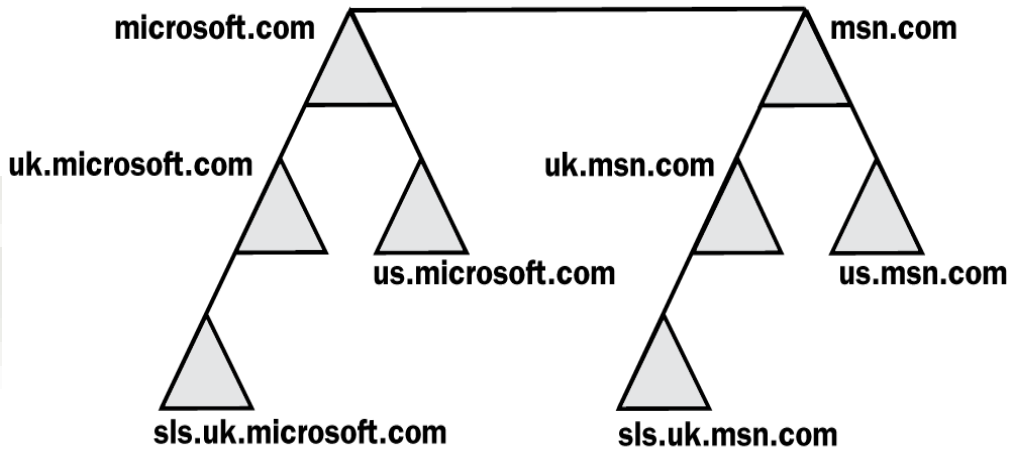 microsoft.com
msn.com
uk.microsoft.com
uk.msn.com
us.microsoft.com
us.msn.com
sls.uk.microsoft.com
sls.uk.msn.com